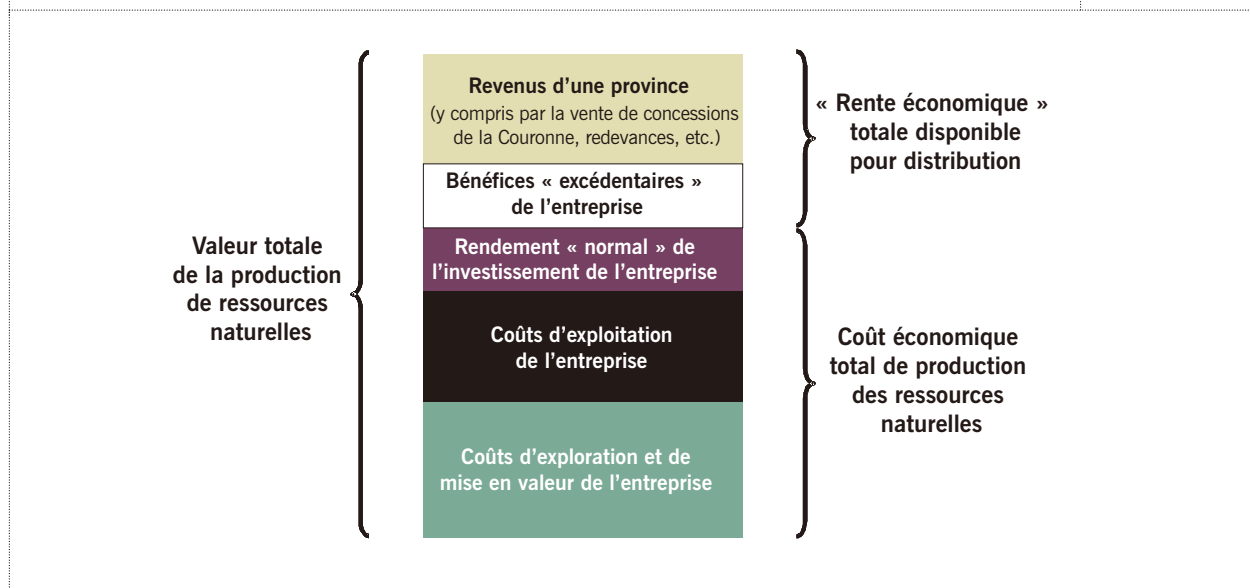 Valeur totale
de la production
de ressources
naturelles
Revenus d’une province
(y compris par la vente de concessions
de la Couronne, redevances, etc.)
Bénéfices « excédentaires »
de l’entreprise
Rendement « normal » de
l’investissement de l’entreprise
Coûts d’exploitation
de l’entreprise
Coûts d’exploration et de
mise en valeur de l’entreprise
« Rente économique »
totale disponible
pour distribution
Coût économique
total de production
des ressources
naturelles